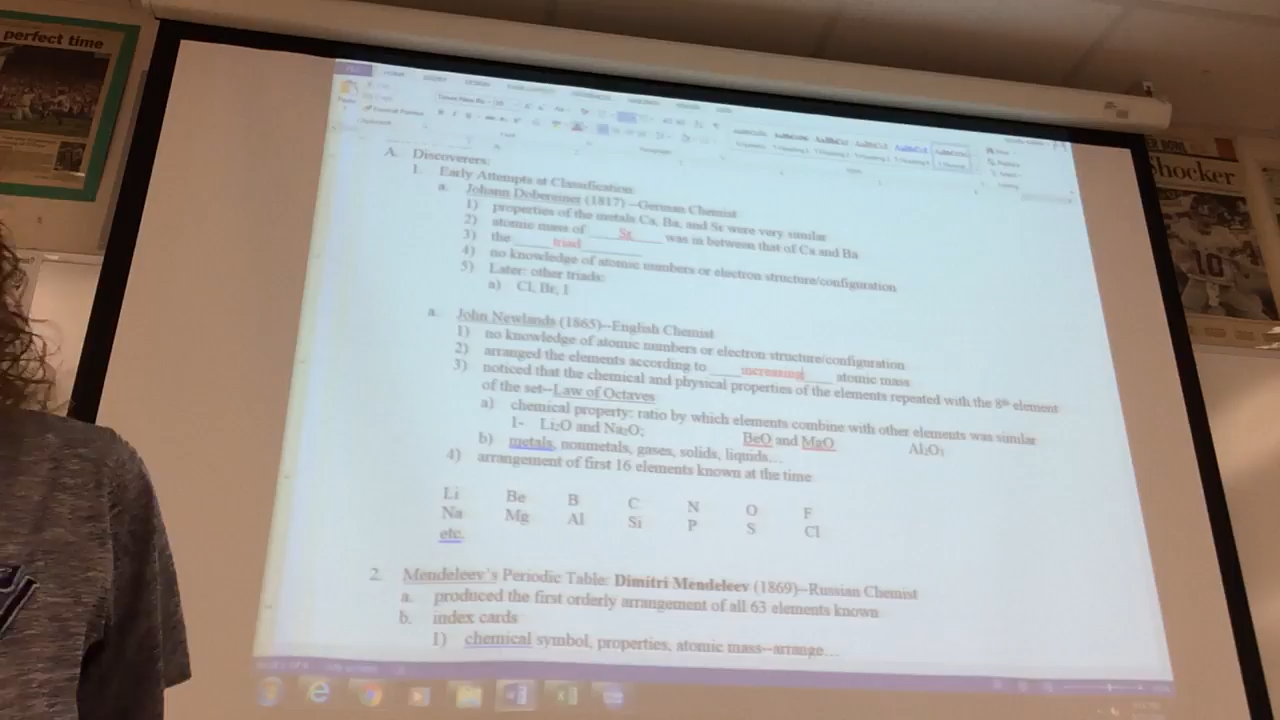 perfect time
Shocker
10
A. Discoverers:
1. Early Attempts at Classification
a. Johann Dobereiner (1817) --German Chemist
1) properties of the metals Ca, Ba, and Sr were very similar
2) atomic mass of ____Sr____ was in between that of Ca and Ba
3) the ____triad____
4) no knowledge of atomic numbers or electron structure/configuration
5) Later: other triads:
a) Cl, Br, I
a. John Newlands (1865)--English Chemist
1) no knowledge of atomic numbers or electron structure/configuration
2) arranged the elements according to ____increasing____ atomic mass
3) noticed that the chemical and physical properties of the elements repeated with the 8th element
of the set--Law of Octaves
a) chemical property: ratio by which elements combine with other elements was similar
1- Li₂O and Na₂O; BeO and MgO Al₂O₃
b) metals, nonmetals, gases, solids, liquids…
4) arrangement of first 16 elements known at the time
Li Be B C N O F
Na Mg Al Si P S Cl
etc.
2. Mendeleev's Periodic Table: Dimitri Mendeleev (1869)--Russian Chemist
a. produced the first orderly arrangement of all 63 elements known
b. index cards
1) chemical symbol, properties, atomic mass--arrange…